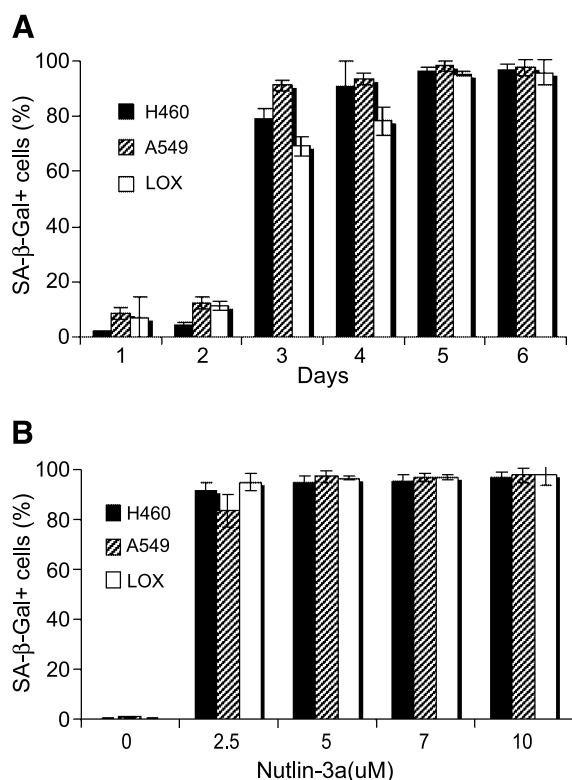 A
SA-β-Gal+ cells (%)
100
80
60
40
20
0
H460
A549
LOX
1 2 3 4 5 6
Days
B
SA-β-Gal+ cells (%)
100
80
60
40
20
0
H460
A549
LOX
0 2.5 5 7 10
Nutlin-3a(uM)